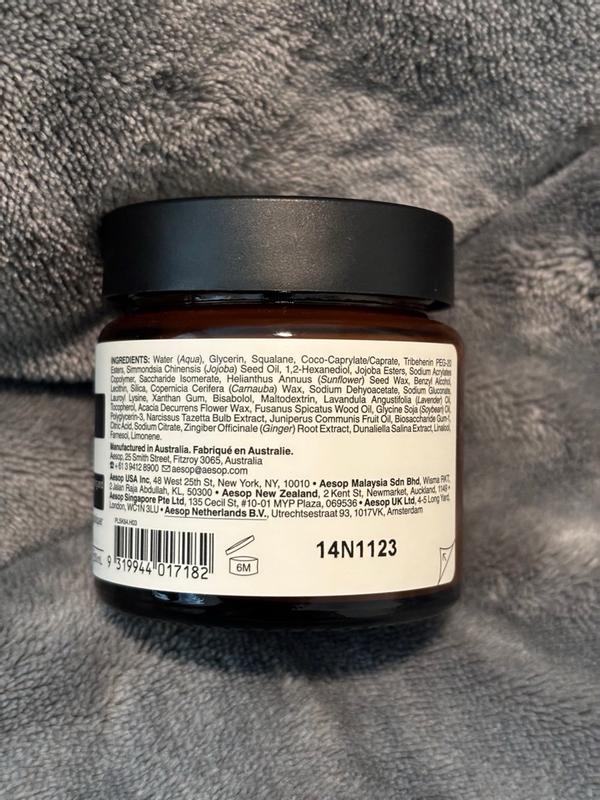 INGREDIENTS: Water (Aqua), Glycerin, Squalane, Coco-Caprylate/Caprate, Tribehenin PEG-20
Esters, Simmondsia Chinensis (Jojoba) Seed Oil, 1,2-Hexanediol, Jojoba Esters, Sodium Acrylates
Copolymer, Saccharide Isomerate, Helianthus Annuus (Sunflower) Seed Wax, Benzyl Alcohol,
Lecithin, Silica, Copernicia Cerifera (Carnauba) Wax, Sodium Dehyoacetate, Sodium Gluconate,
Lauroyl Lysine, Xanthan Gum, Bisabolol, Maltodextrin, Lavandula Angustifolia (Lavender) Oil,
Tocopherol, Acacia Decurrens Flower Wax, Fusanus Spicatus Wood Oil, Glycine Soja (Soybean) Oil,
Polyglycerin-3, Narcissus Tazetta Bulb Extract, Juniperus Communis Fruit Oil, Biosaccharide Gum-1,
Citric Acid, Sodium Citrate, Zingiber Officinale (Ginger) Root Extract, Dunaliella Salina Extract, Linalool,
Farnesol, Limonene.
Manufactured in Australia. Fabriqué en Australie.
Aesop, 25 Smith Street, Fitzroy 3065, Australia
☎ +61 3 9412 8900 ✉ aesop@aesop.com
Aesop USA Inc, 48 West 25th St, New York, NY, 10010 • Aesop Malaysia Sdn Bhd, Wisma RKT,
2 Jalan Raja Abdullah, KL, 50300 • Aesop New Zealand, 2 Kent St, Newmarket, Auckland, 1149 •
Aesop Singapore Pte Ltd, 135 Cecil St, #10-01 MYP Plaza, 069536 • Aesop UK Ltd, 4-5 Long Yard,
London, WC1N 3LU • Aesop Netherlands B.V., Utrechtsestraat 93, 1017VK, Amsterdam
PLSK64.H03
9 319944 017182
6M
14N1123